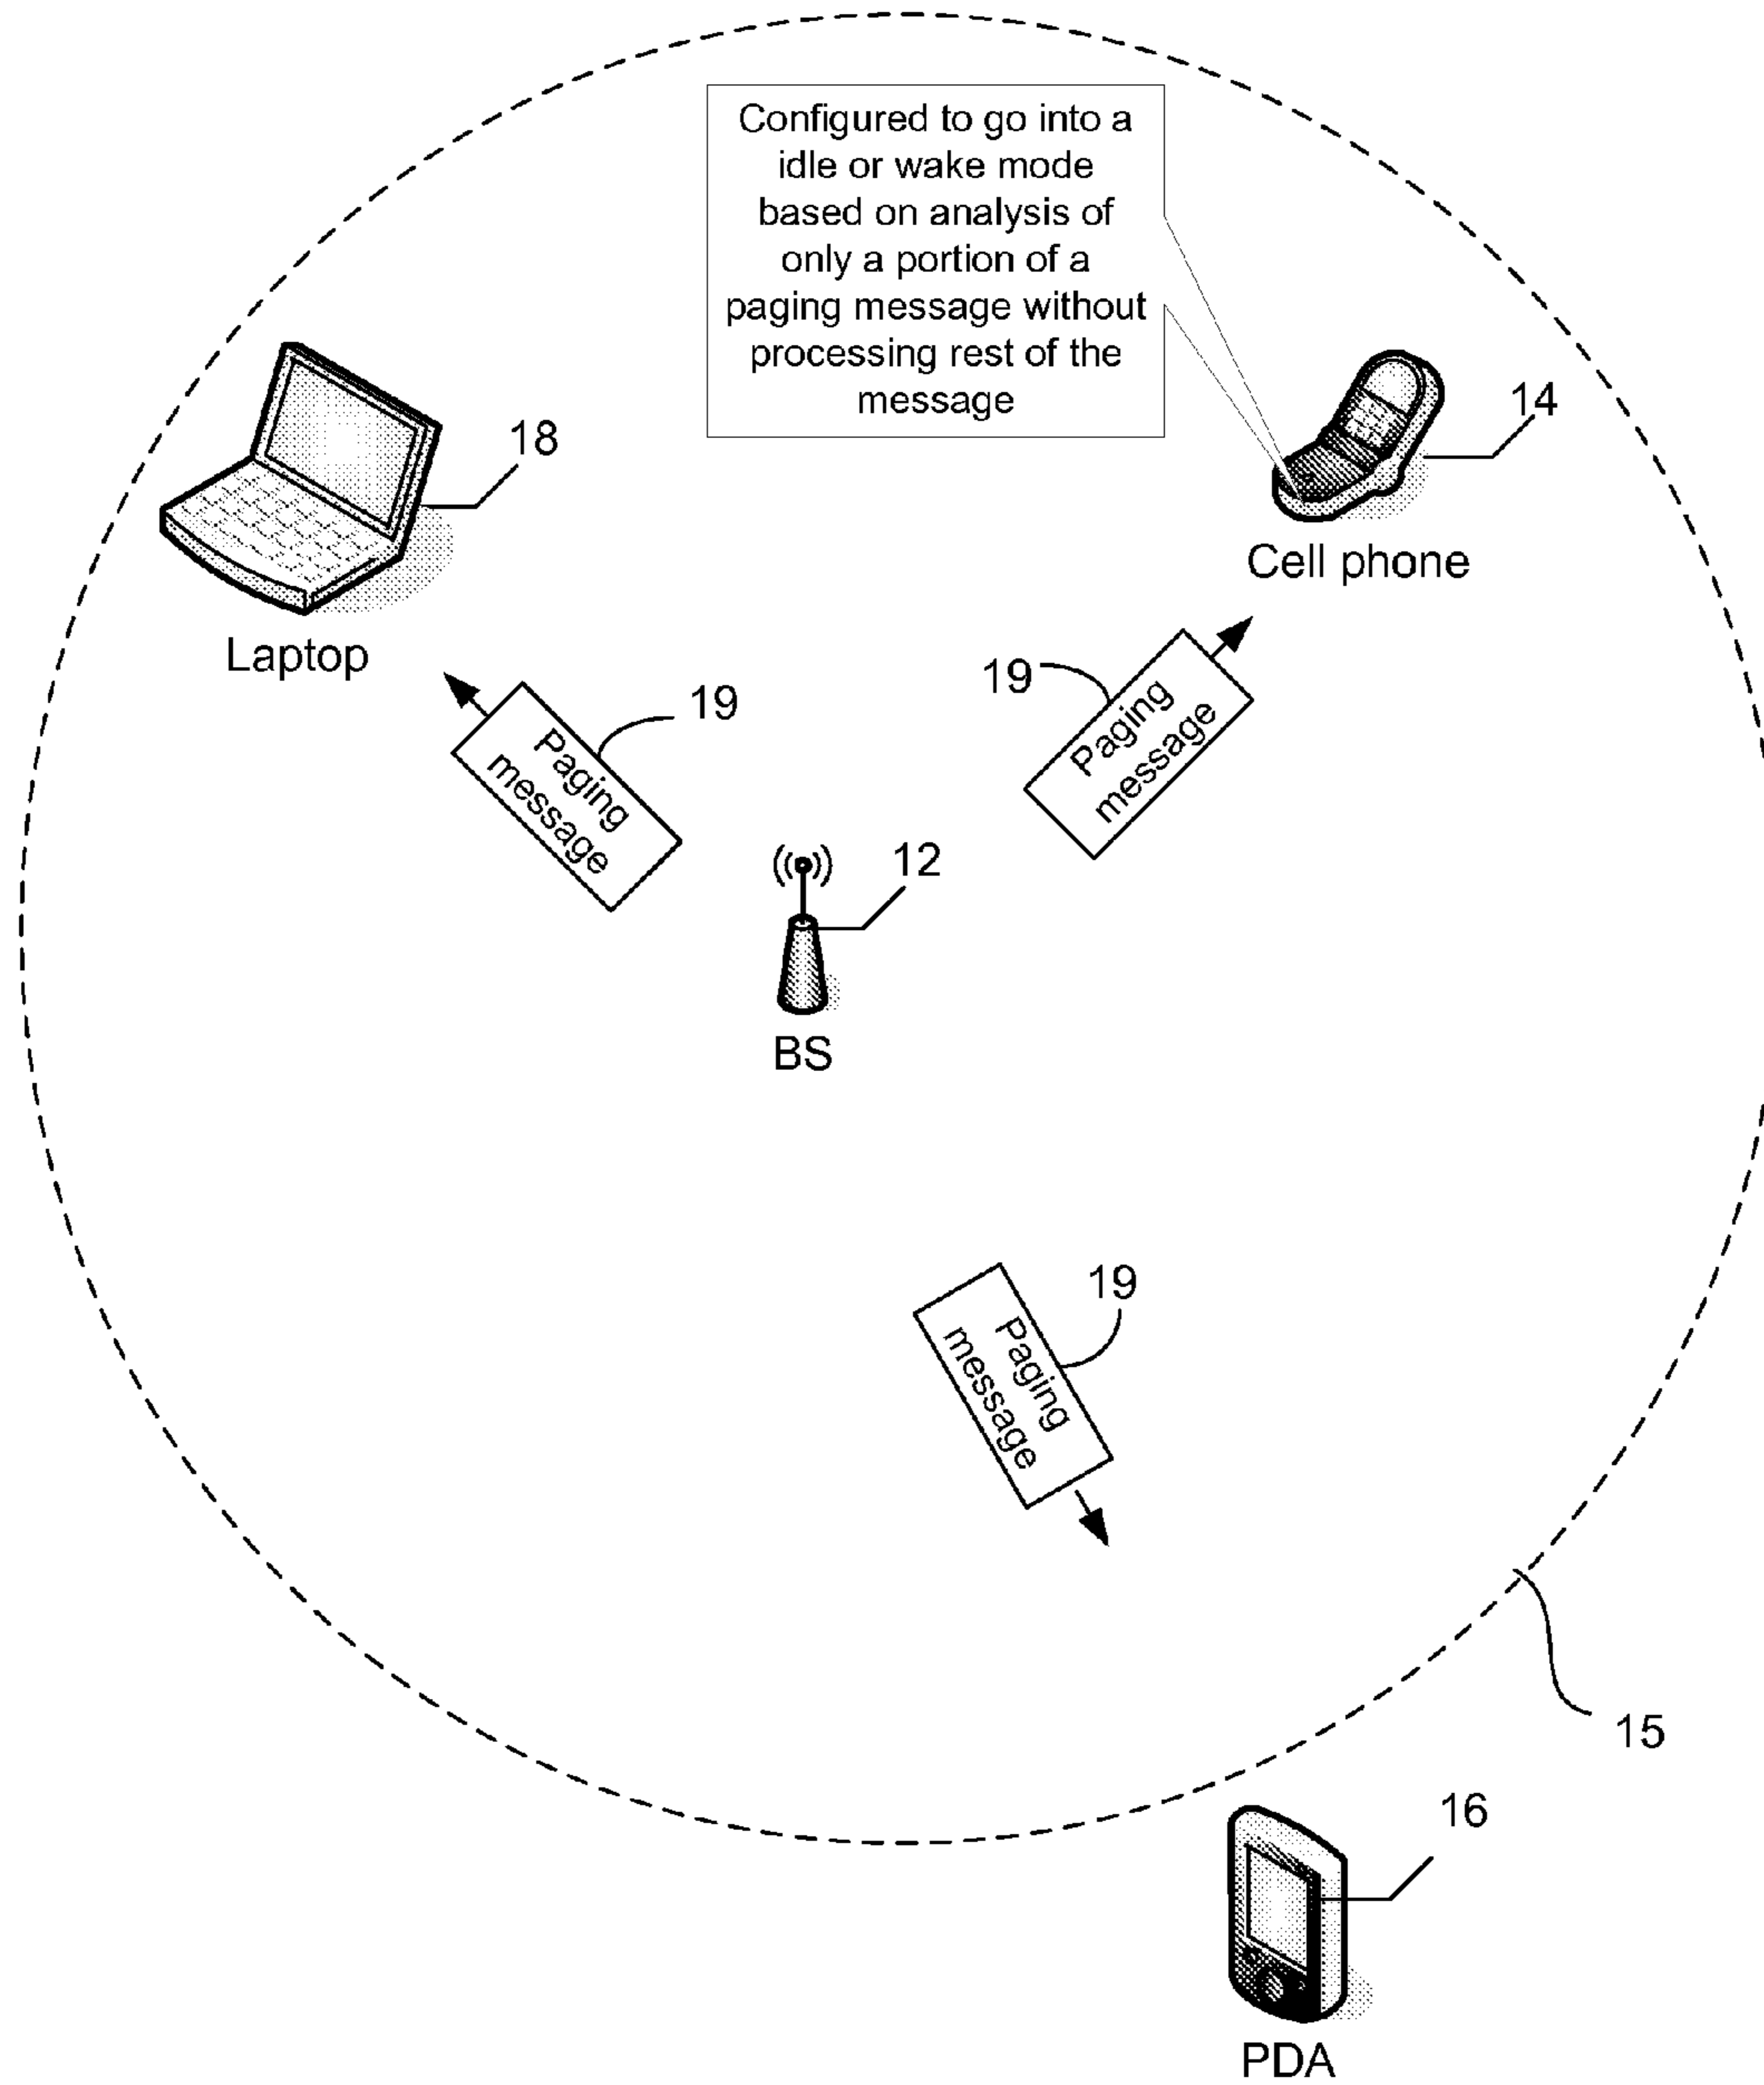 Configured to go into a
idle or wake mode
based on analysis of
only a portion of a
paging message without
processing rest of the
message
14
18
Cell phone
Laptop
19
Paging
message
19
Paging
message
12
BS
19
Paging
message
15
16
PDA